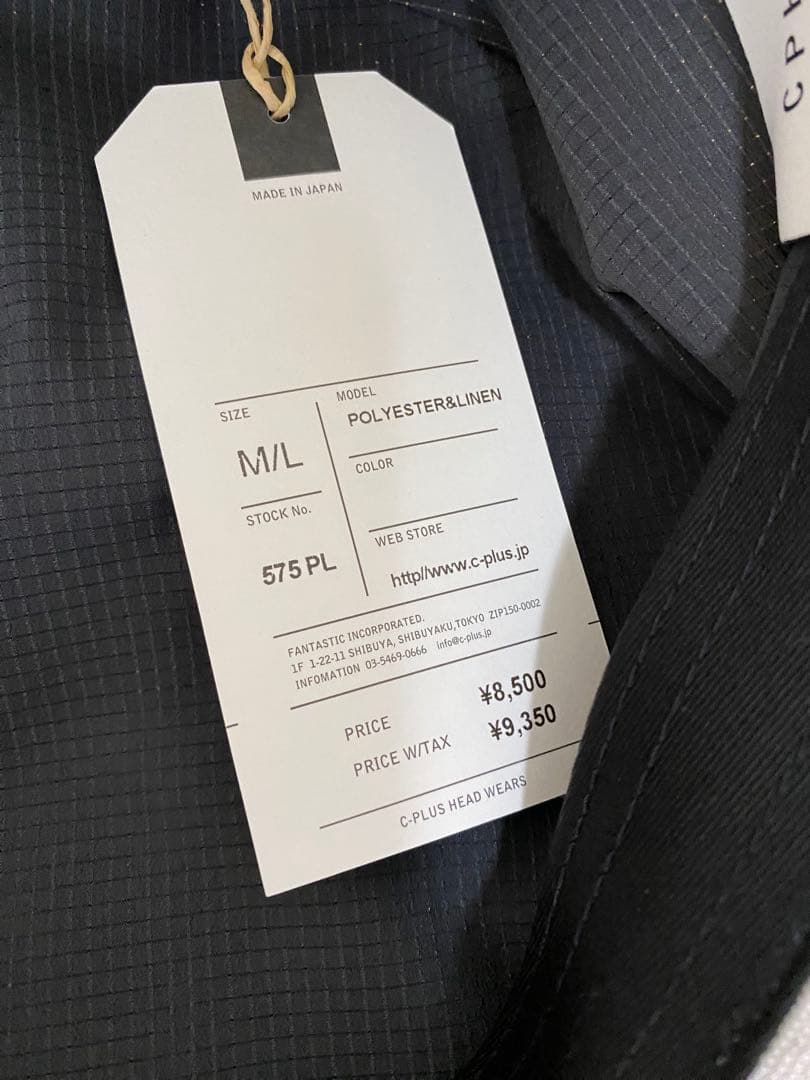 C P H
MADE IN JAPAN
SIZE
M/L
STOCK No.
575 PL
MODEL
POLYESTER&LINEN
COLOR
WEB STORE
http//www.c-plus.jp
FANTASTIC INCORPORATED.
1F 1-22-11 SHIBUYA, SHIBUYAKU,TOKYO ZIP150-0002
INFOMATION 03-5469-0666 info@c-plus.jp
PRICE ¥8,500
PRICE W/TAX ¥9,350
C-PLUS HEAD WEARS